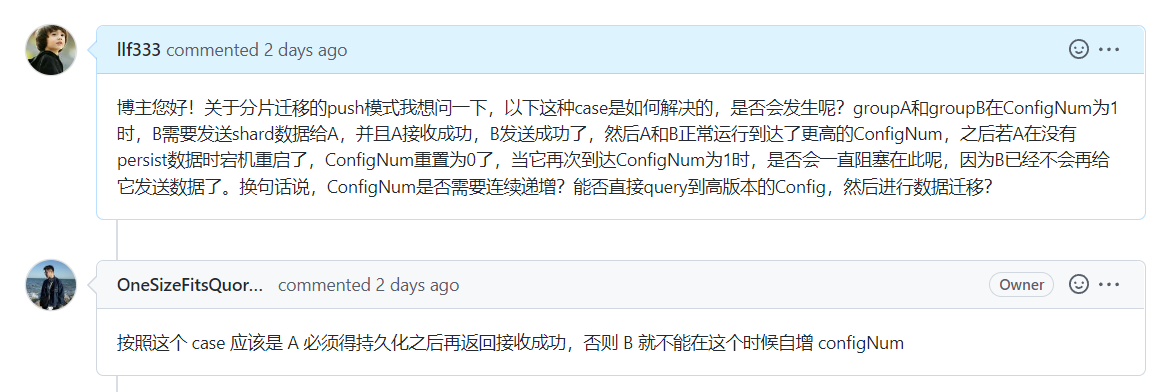 llf333 commented 2 days ago
博主您好！关于分片迁移的push模式我想问一下，以下这种case是如何解决的，是否会发生呢？groupA和groupB在ConfigNum为1
时，B需要发送shard数据给A，并且A接收成功，B发送成功了，然后A和B正常运行到达了更高的ConfigNum，之后若A在没有
persist数据时宕机重启了，ConfigNum重置为0了，当它再次到达ConfigNum为1时，是否会一直阻塞在此呢，因为B已经不会再给
它发送数据了。换句话说，ConfigNum是否需要连续递增？能否直接query到高版本的Config，然后进行数据迁移？
OneSizeFitsQuor... commented 2 days ago Owner
按照这个 case 应该是 A 必须得持久化之后再返回接收成功，否则 B 就不能在这个时候自增 configNum